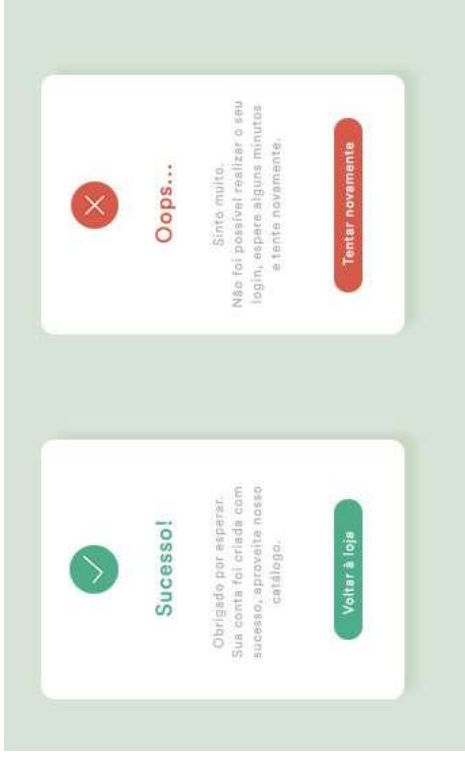 Sucesso!
Obrigado por esperar.
Sua conta foi criada com
sucesso, aproveite nosso
catálogo.
Voltar à loja
Oops...
Sinto muito.
Não foi possível realizar o seu
login, espere alguns minutos
e tente novamente.
Tentar novamente